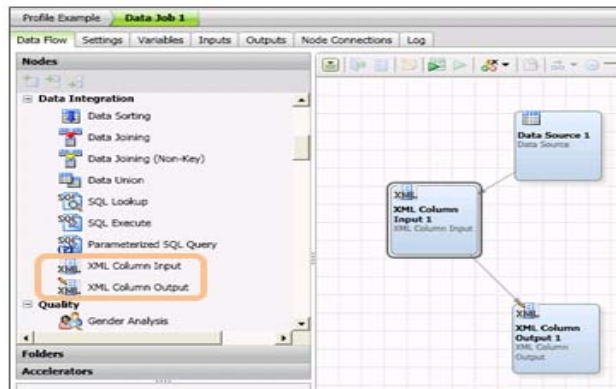 Profile Example
Data Job 1
Data Flow Settings Variables Inputs Outputs Node Connections Log
Nodes
Data Integration
Data Sorting
Data Joining
Data Joining (Non-Key)
Data Union
SQL Lookup
SQL Execute
Parameterized SQL Query
XML Column Input
XML Column Output
Quality
Gender Analysis
Folders
Accelerators
Data Source 1
Data Source
XML Column
Input 1
XML Column Input
XML Column
Output 1
XML Column
Output